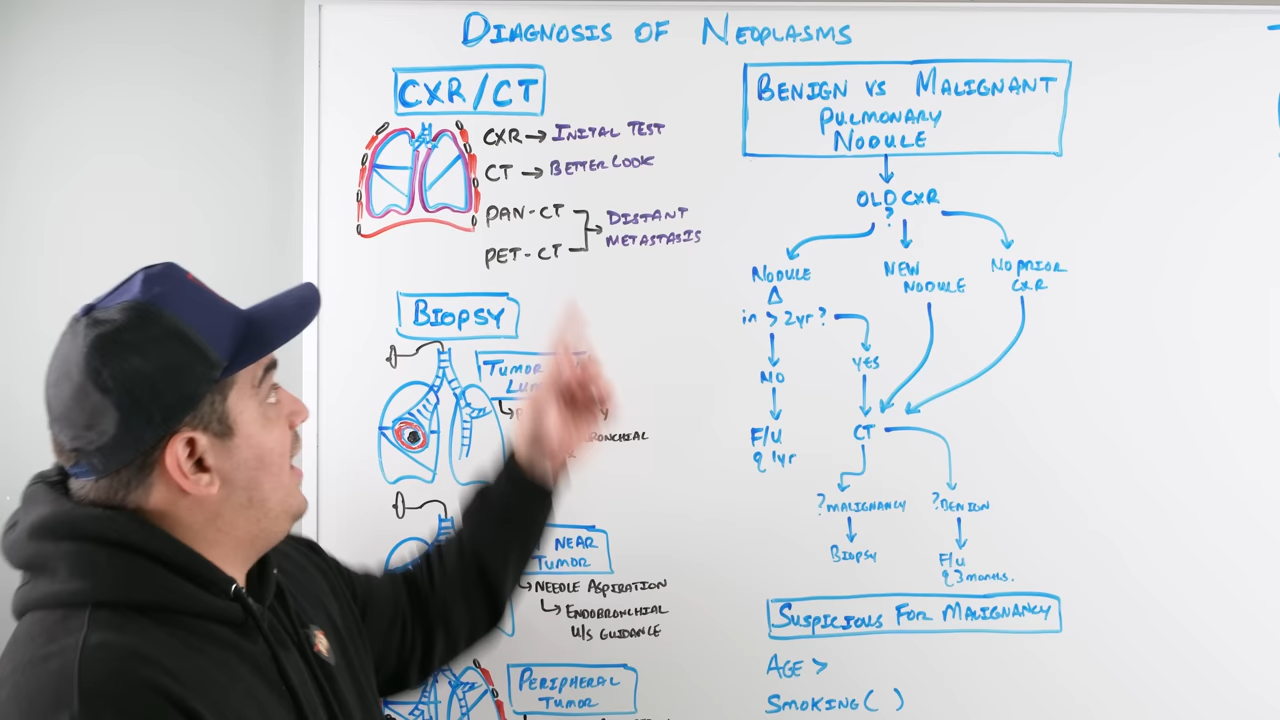 DIAGNOSIS OF NEOPLASMS
CXR/CT
CXR → INITAL TEST
CT → BETTER LOOK
PAN-CT
PET-CT
DISTANT
METASTASIS
BIOPSY
TUMOR
LU
BRONCHIAL
NEAR
TUMOR
NEEDLE ASPIRATION
ENDOBRONCHIAL
U/S GUIDANCE
PERIPHERAL
TUMOR
BENIGN VS MALIGNANT
PULMONARY
NODULE
OLD CXR
?
NODULE
Δ
in > 2yr?
NO
F/U
q 1yr
YES
NEW
NODULE
NO PRIOR
CXR
CT
?MALIGNANCY
BIOPSY
?BENIGN
F/U
q 3 months.
SUSPICIOUS FOR MALIGNANCY
AGE >
SMOKING ( )